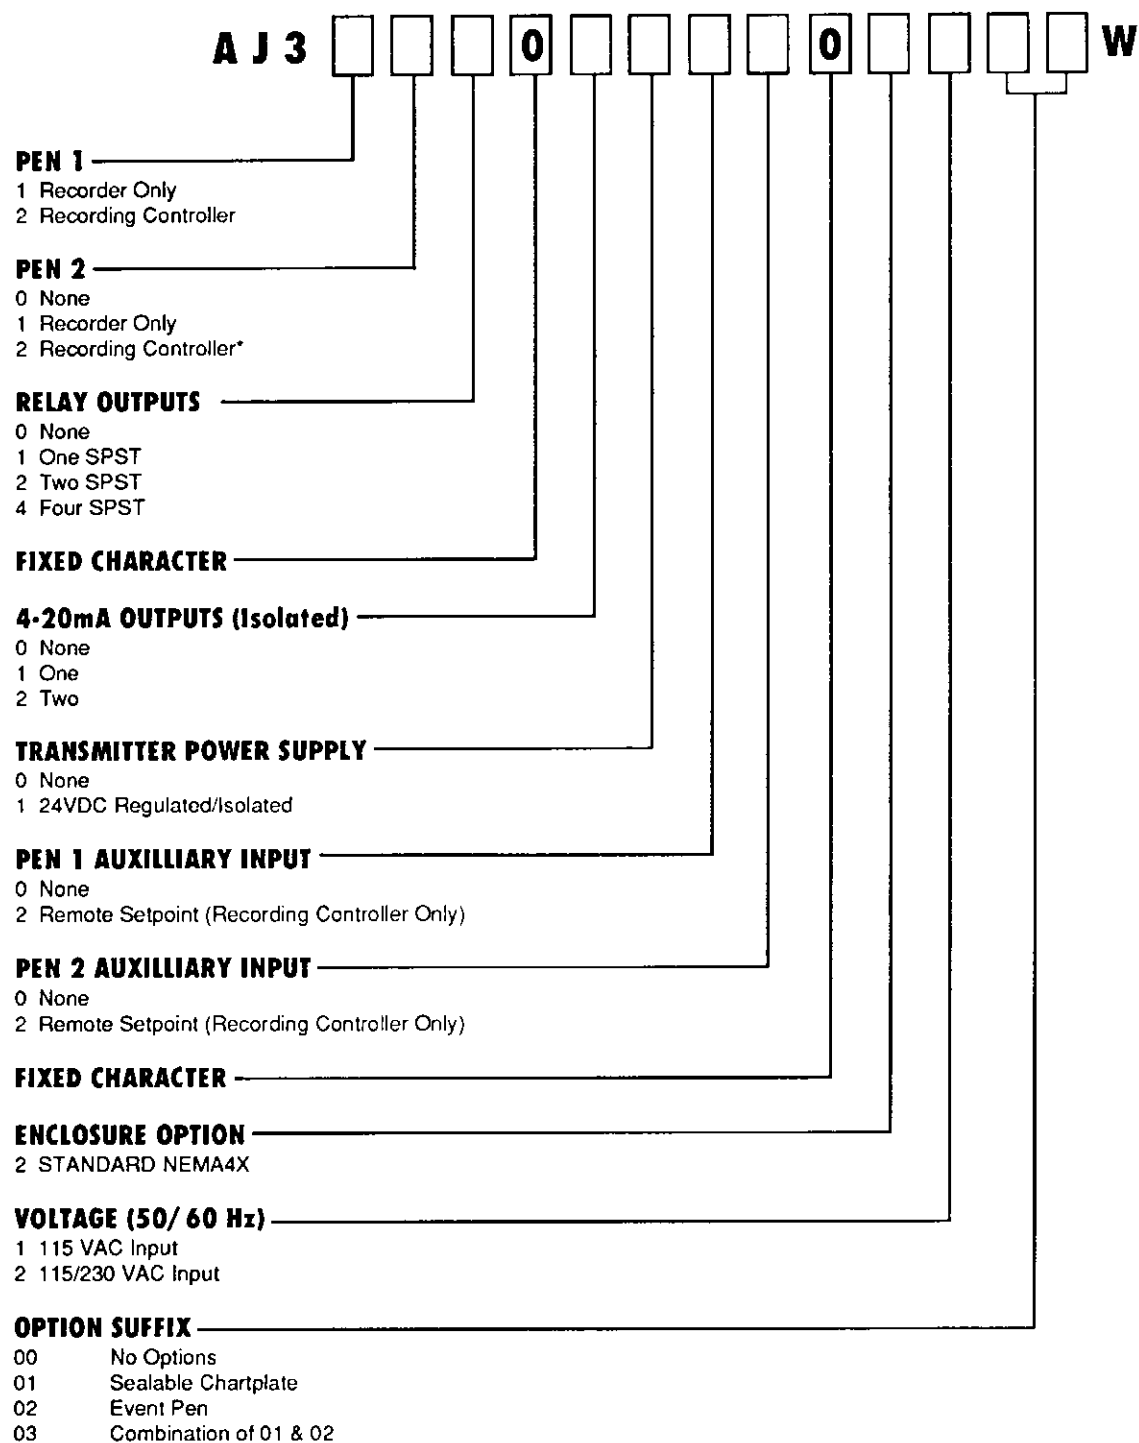 AJ3 0 0 W
PEN 1
1 Recorder Only
2 Recording Controller
PEN 2
0 None
1 Recorder Only
2 Recording Controller*
RELAY OUTPUTS
0 None
1 One SPST
2 Two SPST
4 Four SPST
FIXED CHARACTER
4-20mA OUTPUTS (Isolated)
0 None
1 One
2 Two
TRANSMITTER POWER SUPPLY
0 None
1 24VDC Regulated/Isolated
PEN 1 AUXILLIARY INPUT
0 None
2 Remote Setpoint (Recording Controller Only)
PEN 2 AUXILLIARY INPUT
0 None
2 Remote Setpoint (Recording Controller Only)
FIXED CHARACTER
ENCLOSURE OPTION
2 STANDARD NEMA4X
VOLTAGE (50/60 Hz)
1 115 VAC Input
2 115/230 VAC Input
OPTION SUFFIX
00 No Options
01 Sealable Chartplate
02 Event Pen
03 Combination of 01 & 02